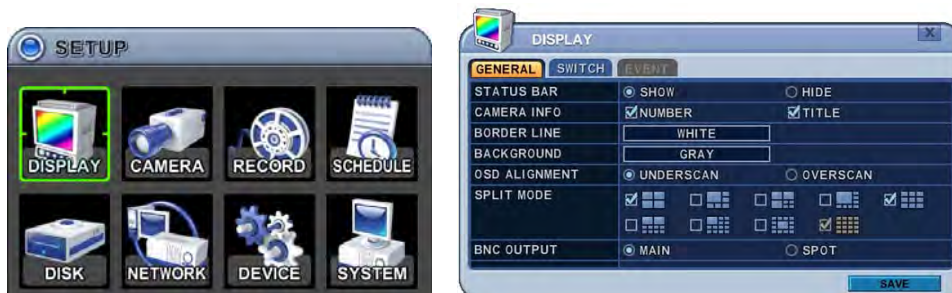 SETUP
DISPLAY CAMERA RECORD SCHEDULE
DISK NETWORK DEVICE SYSTEM
DISPLAY X
GENERAL SWITCH EVENT
STATUS BAR SHOW HIDE
CAMERA INFO NUMBER TITLE
BORDER LINE WHITE
BACKGROUND GRAY
OSD ALIGNMENT UNDERSCAN OVERSCAN
SPLIT MODE
BNC OUTPUT MAIN SPOT
SAVE